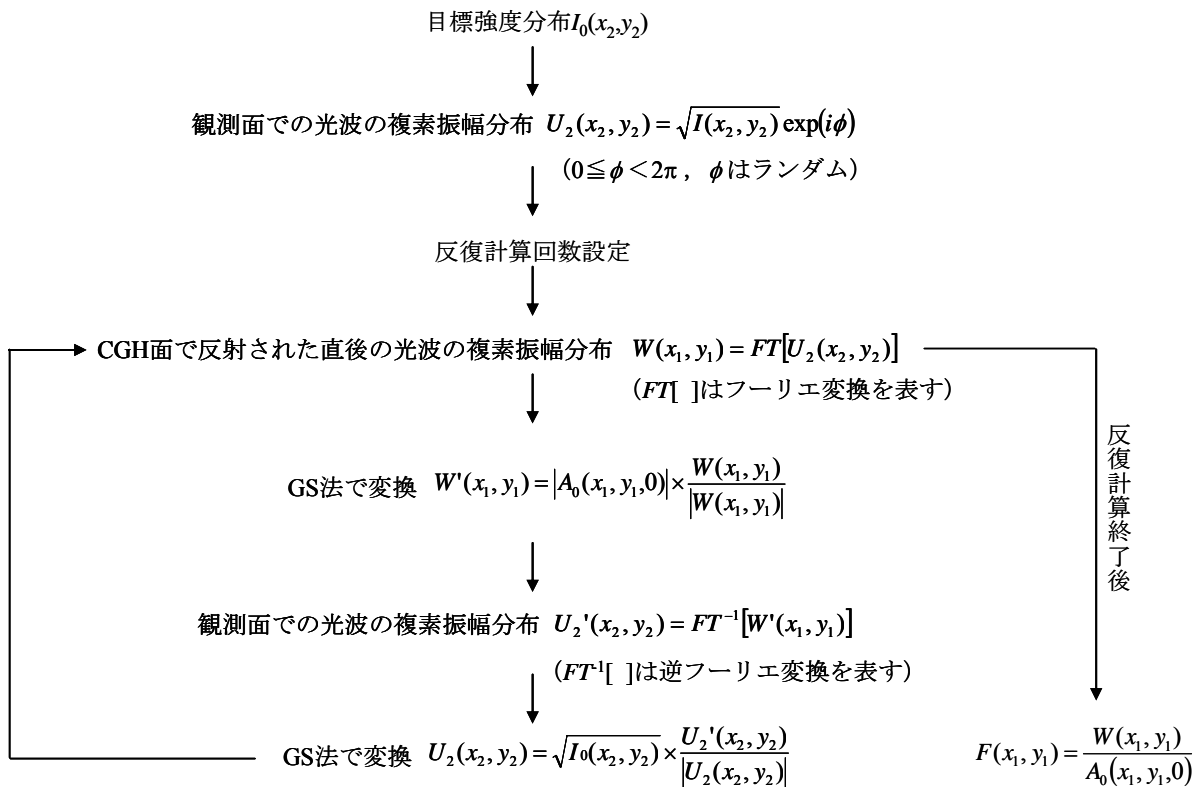 目標強度分布I₀(x₂,y₂)
観測面での光波の複素振幅分布 U₂(x₂, y₂) = √I(x₂, y₂) exp(iϕ)
（0≦ϕ＜2π，ϕはランダム）
反復計算回数設定
CGH面で反射された直後の光波の複素振幅分布 W(x₁, y₁) = FT[U₂(x₂, y₂)]
（FT[ ]はフーリエ変換を表す）
反復計算終了後
GS法で変換 W'(x₁, y₁) = |A₀(x₁, y₁,0)| × W(x₁, y₁) / |W(x₁, y₁)|
観測面での光波の複素振幅分布 U₂'(x₂, y₂) = FT⁻¹[W'(x₁, y₁)]
（FT⁻¹[ ]は逆フーリエ変換を表す）
GS法で変換 U₂(x₂, y₂) = √I₀(x₂, y₂) × U₂'(x₂, y₂) / |U₂(x₂, y₂)|
F(x₁, y₁) = W(x₁, y₁) / A₀(x₁, y₁,0)